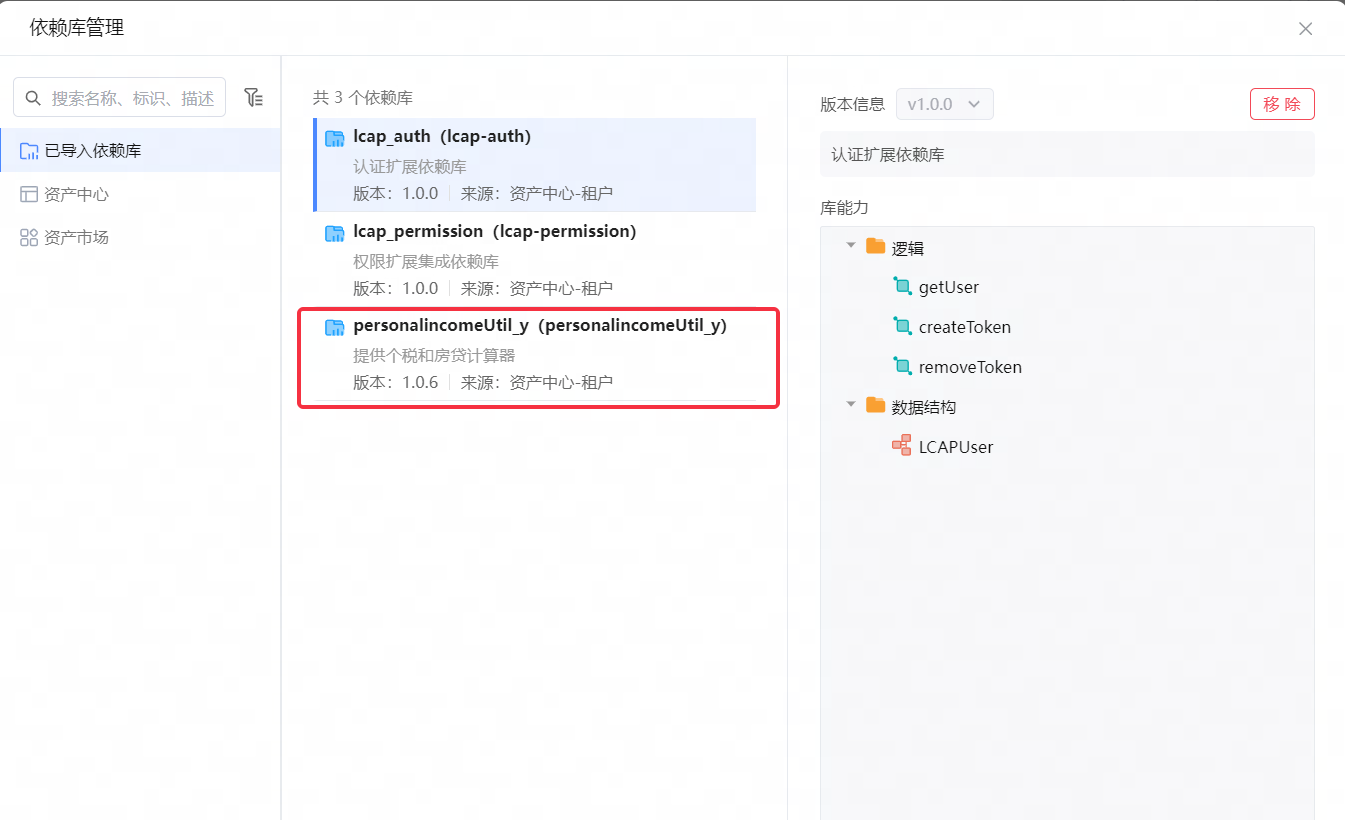 依赖库管理
搜索名称、标识、描述
已导入依赖库
资产中心
资产市场
共 3 个依赖库
lcap_auth（lcap-auth）
认证扩展依赖库
版本：1.0.0 来源：资产中心-租户
lcap_permission（lcap-permission）
权限扩展集成依赖库
版本：1.0.0 来源：资产中心-租户
personalincomeUtil_y（personalincomeUtil_y）
提供个税和房贷计算器
版本：1.0.6 来源：资产中心-租户
版本信息 v1.0.0 移 除
认证扩展依赖库
库能力
逻辑
getUser
createToken
removeToken
数据结构
LCAPUser